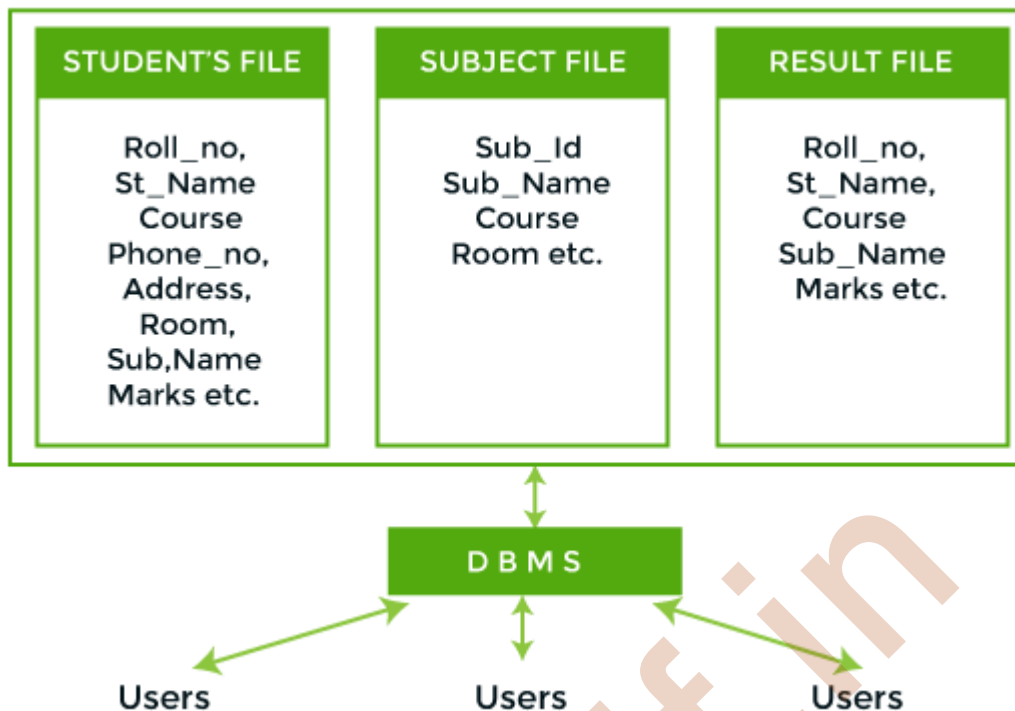 STUDENT'S FILE
Roll_no,
St_Name
Course
Phone_no,
Address,
Room,
Sub,Name
Marks etc.
SUBJECT FILE
Sub_Id
Sub_Name
Course
Room etc.
RESULT FILE
Roll_no,
St_Name,
Course
Sub_Name
Marks etc.
D B M S
Users
Users
Users
f in